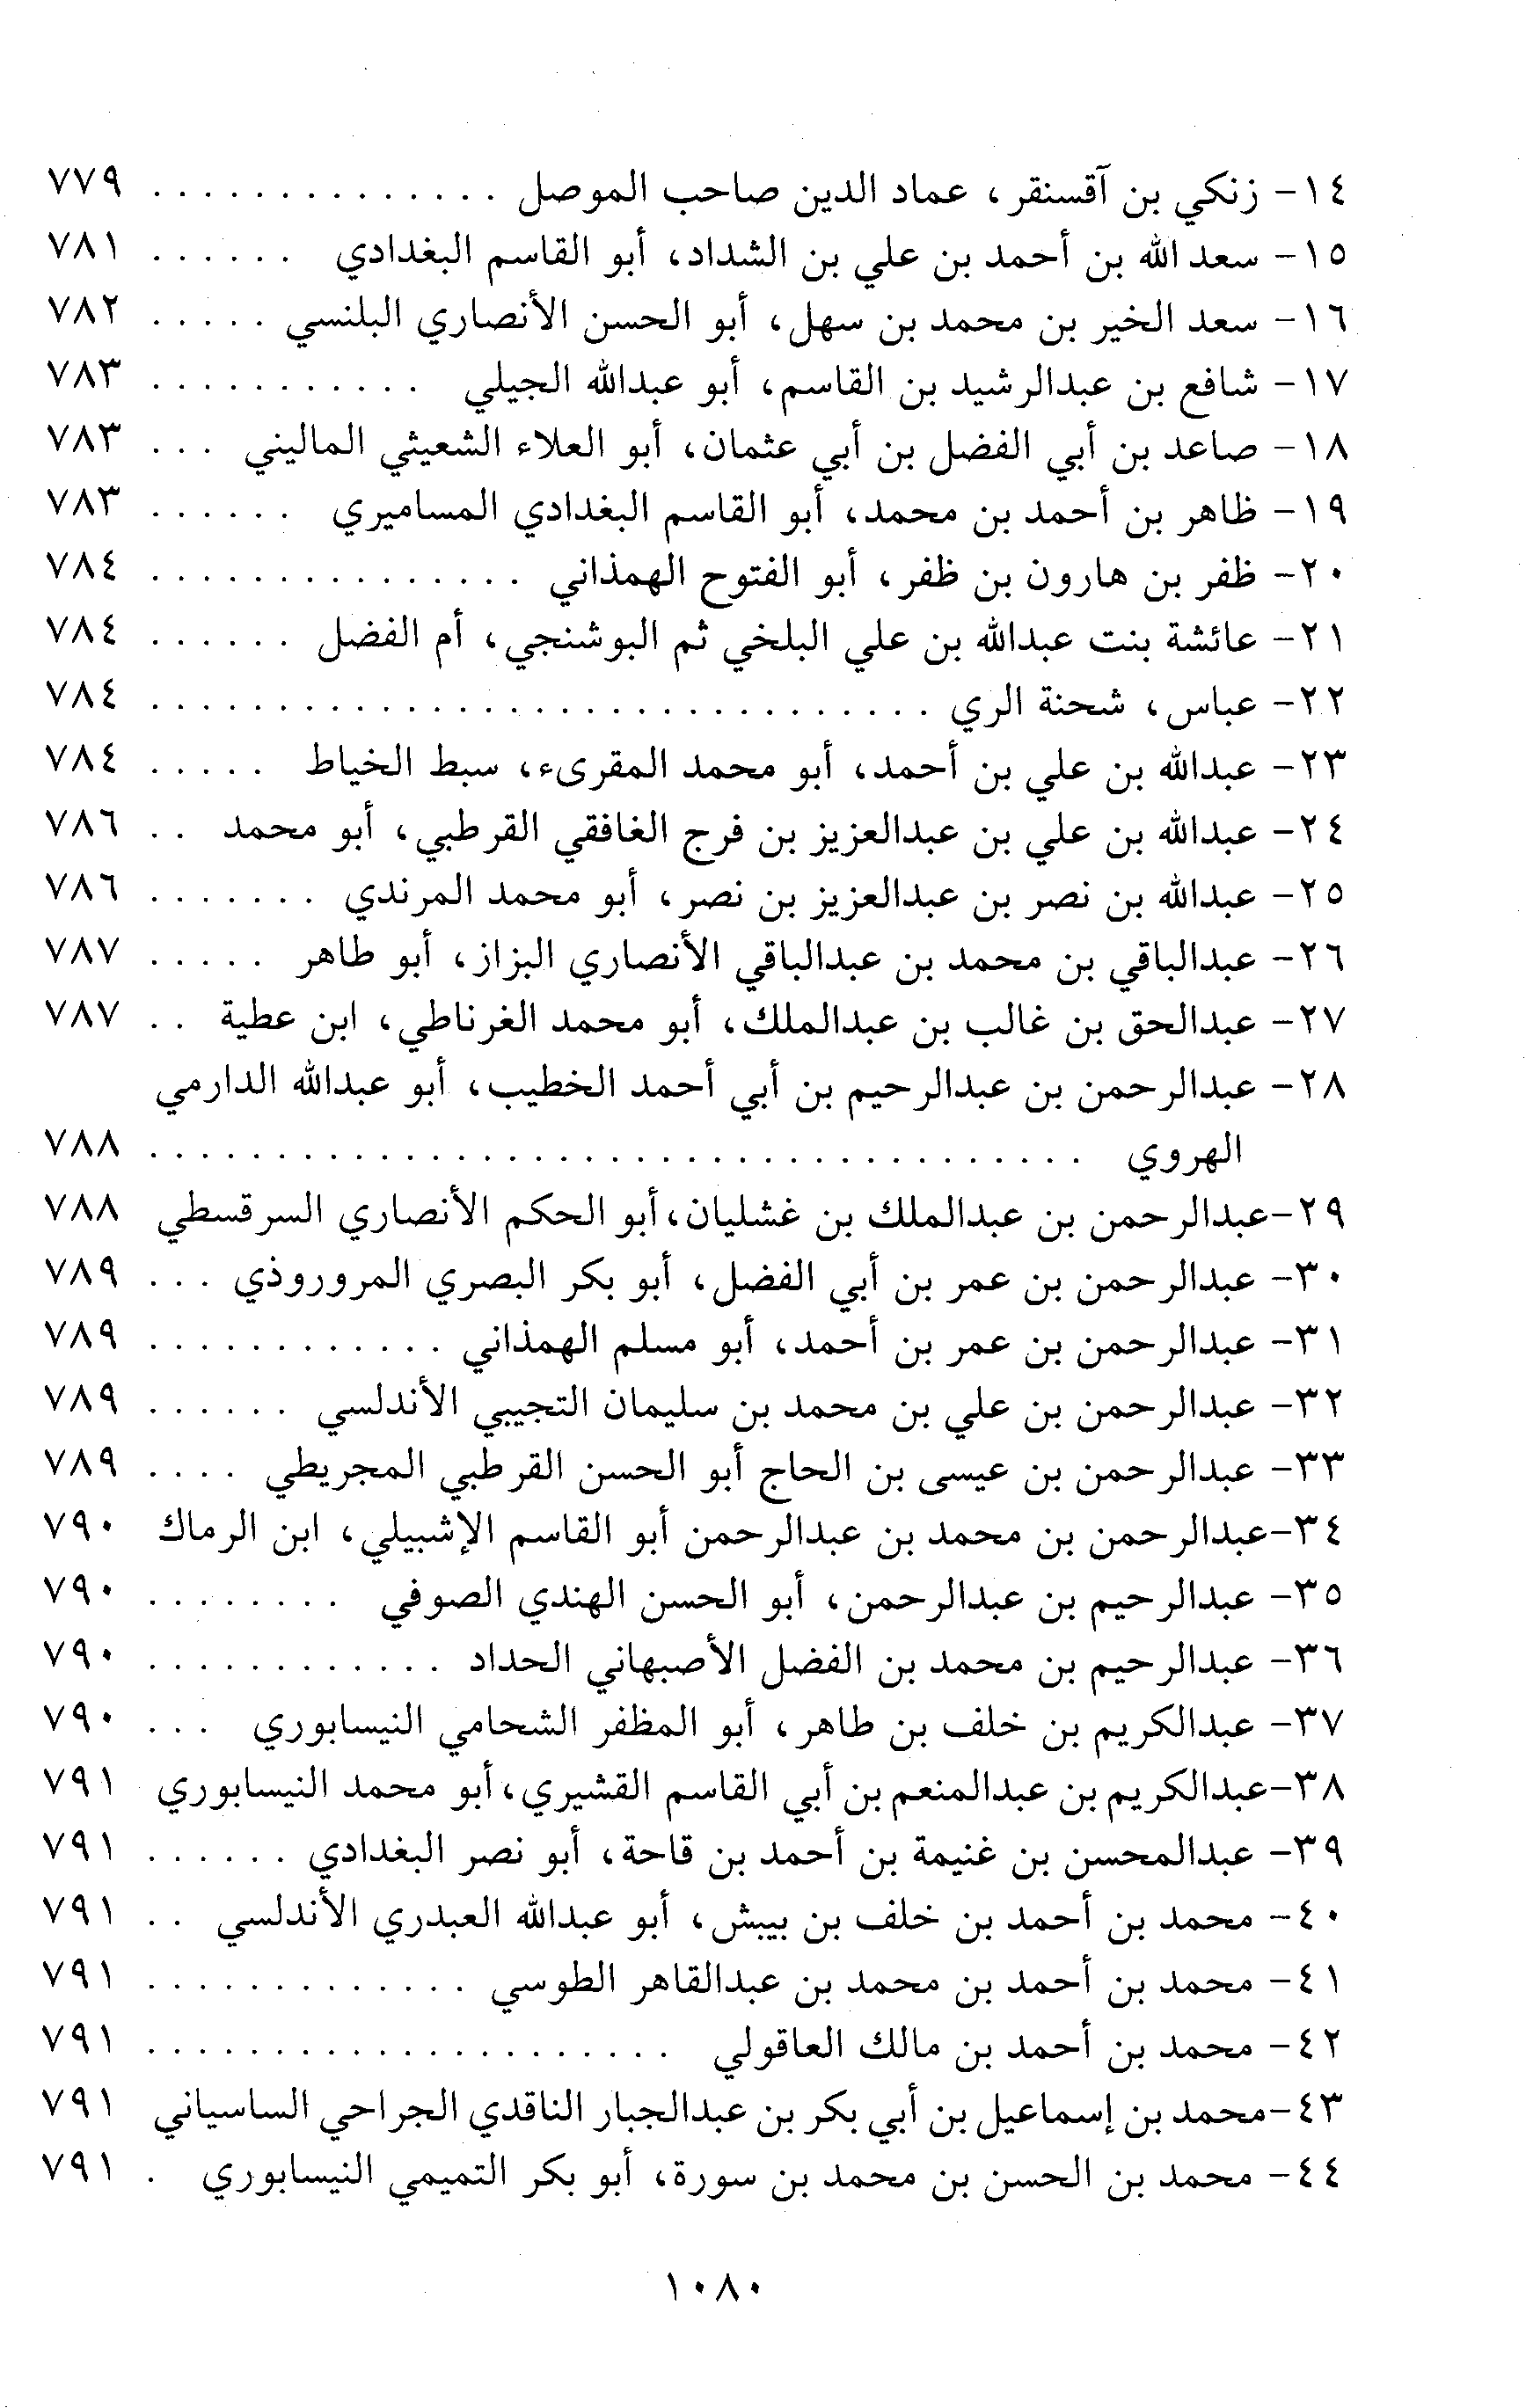 ١٤- زنكي بن آقسنقر، عماد الدين صاحب الموصل . . . . . . . . . . . . . . ٧٧٩
١٥- سعد الله بن أحمد بن علي بن الشداد، أبو القاسم البغدادي . . . . . . ٧٨١
١٦- سعد الخير بن محمد بن سهل، أبو الحسن الأنصاري البلنسي . . . . . ٧٨٢
١٧- شافع بن عبدالرشيد بن القاسم، أبو عبدالله الجيلي . . . . . . . . . . . ٧٨٣
١٨- صاعد بن أبي الفضل بن أبي عثمان، أبو العلاء الشعيثي الماليني . . . ٧٨٣
١٩- ظاهر بن أحمد بن محمد، أبو القاسم البغدادي المساميري . . . . . . ٧٨٣
٢٠- ظفر بن هارون بن ظفر، أبو الفتوح الهمذاني . . . . . . . . . . . . . . . ٧٨٤
٢١- عائشة بنت عبدالله بن علي البلخي ثم البوشنجي، أم الفضل . . . . . . ٧٨٤
٢٢- عباس، شحنة الري . . . . . . . . . . . . . . . . . . . . . . . . . . . . . . . ٧٨٤
٢٣- عبدالله بن علي بن أحمد، أبو محمد المقرىء، سبط الخياط . . . . . ٧٨٤
٢٤- عبدالله بن علي بن عبدالعزيز بن فرج الغافقي القرطبي، أبو محمد . . ٧٨٦
٢٥- عبدالله بن نصر بن عبدالعزيز بن نصر، أبو محمد المرندي . . . . . . . ٧٨٦
٢٦- عبدالباقي بن محمد بن عبدالباقي الأنصاري البزاز، أبو طاهر . . . . . ٧٨٧
٢٧- عبدالحق بن غالب بن عبدالملك، أبو محمد الغرناطي، ابن عطية . . ٧٨٧
٢٨- عبدالرحمن بن عبدالرحيم بن أبي أحمد الخطيب، أبو عبدالله الدارمي
الهروي . . . . . . . . . . . . . . . . . . . . . . . . . . . . . . . . . . . . . ٧٨٨
٢٩-عبدالرحمن بن عبدالملك بن غشليان،أبو الحكم الأنصاري السرقسطي ٧٨٨
٣٠- عبدالرحمن بن عمر بن أبي الفضل، أبو بكر البصري المروروذي . . . ٧٨٩
٣١- عبدالرحمن بن عمر بن أحمد، أبو مسلم الهمذاني . . . . . . . . . . . . ٧٨٩
٣٢- عبدالرحمن بن علي بن محمد بن سليمان التجيبي الأندلسي . . . . . . ٧٨٩
٣٣- عبدالرحمن بن عيسى بن الحاج أبو الحسن القرطبي المجريطي . . . . ٧٨٩
٣٤-عبدالرحمن بن محمد بن عبدالرحمن أبو القاسم الإشبيلي، ابن الرماك ٧٩٠
٣٥- عبدالرحيم بن عبدالرحمن، أبو الحسن الهندي الصوفي . . . . . . . . ٧٩٠
٣٦- عبدالرحيم بن محمد بن الفضل الأصبهاني الحداد . . . . . . . . . . . . ٧٩٠
٣٧- عبدالكريم بن خلف بن طاهر، أبو المظفر الشحامي النيسابوري . . . ٧٩٠
٣٨-عبدالكريم بن عبدالمنعم بن أبي القاسم القشيري،أبو محمد النيسابوري ٧٩١
٣٩- عبدالمحسن بن غنيمة بن أحمد بن قاحة، أبو نصر البغدادي . . . . . . ٧٩١
٤٠- محمد بن أحمد بن خلف بن بيبش، أبو عبدالله العبدري الأندلسي . . ٧٩١
٤١- محمد بن أحمد بن محمد بن عبدالقاهر الطوسي . . . . . . . . . . . . . ٧٩١
٤٢- محمد بن أحمد بن مالك العاقولي . . . . . . . . . . . . . . . . . . . . . ٧٩١
٤٣-محمد بن إسماعيل بن أبي بكر بن عبدالجبار الناقدي الجراحي الساسياني ٧٩١
٤٤- محمد بن الحسن بن محمد بن سورة، أبو بكر التميمي النيسابوري . ٧٩١
١٠٨٠